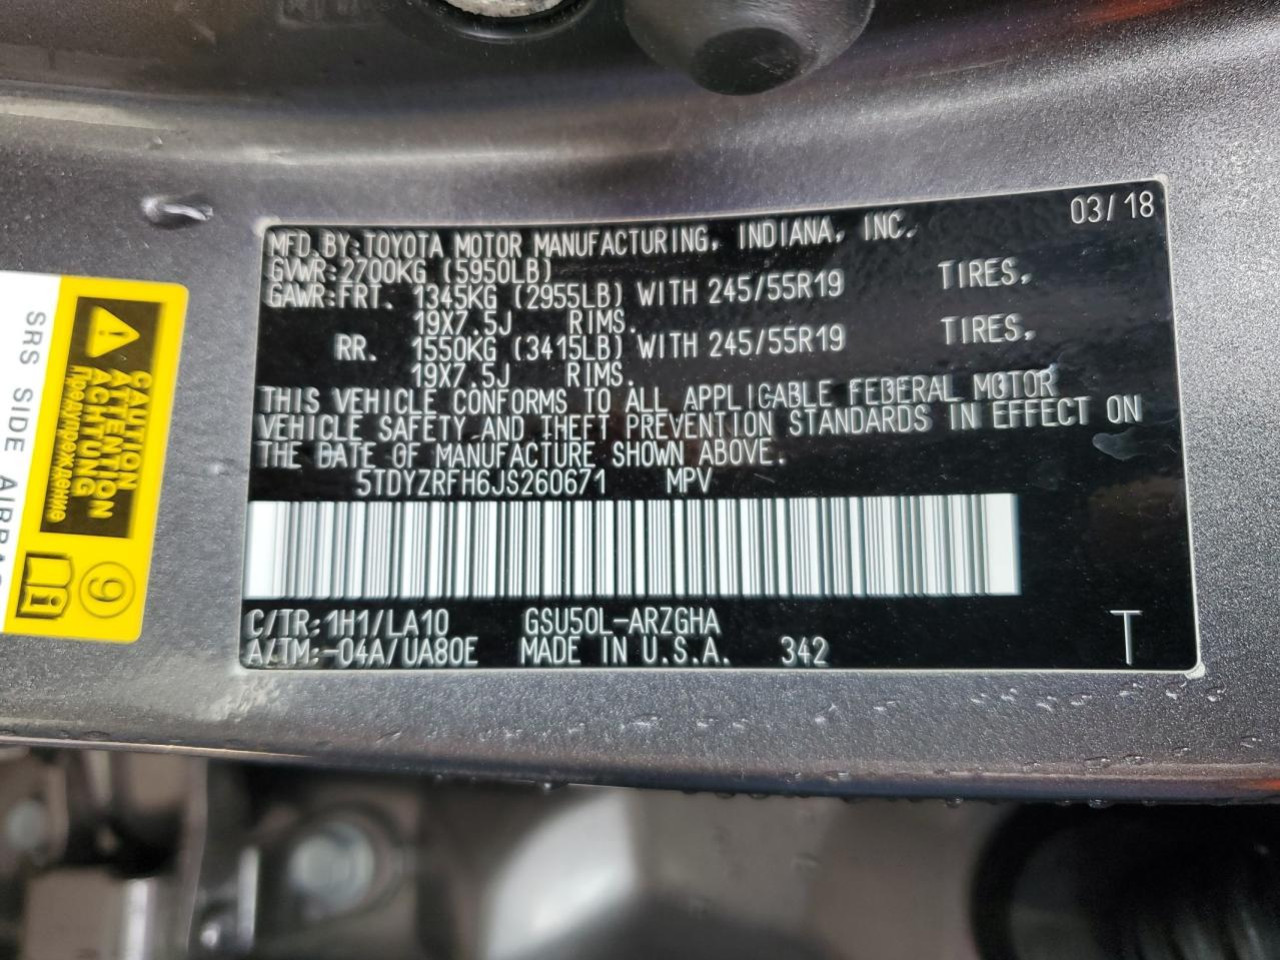 03/18
MFD.BY:TOYOTA MOTOR MANUFACTURING, INDIANA, INC.
GVWR:2700KG (5950LB)
GAWR:FRT. 1345KG (2955LB) WITH 245/55R19 TIRES,
19X7.5J RIMS.
RR. 1550KG (3415LB) WITH 245/55R19 TIRES,
19X7.5J RIMS.
THIS VEHICLE CONFORMS TO ALL APPLICABLE FEDERAL MOTOR
VEHICLE SAFETY AND THEFT PREVENTION STANDARDS IN EFFECT ON
THE DATE OF MANUFACTURE SHOWN ABOVE.
5TDYZRFH6JS260671 MPV
C/TR:1H1/LA10 GSU50L-ARZGHA
A/TM:-04A/UA80E MADE IN U.S.A. 342
T
CAUTION
ATTENTION
ACHTUNG
Предупреждение
9
SRS SIDE